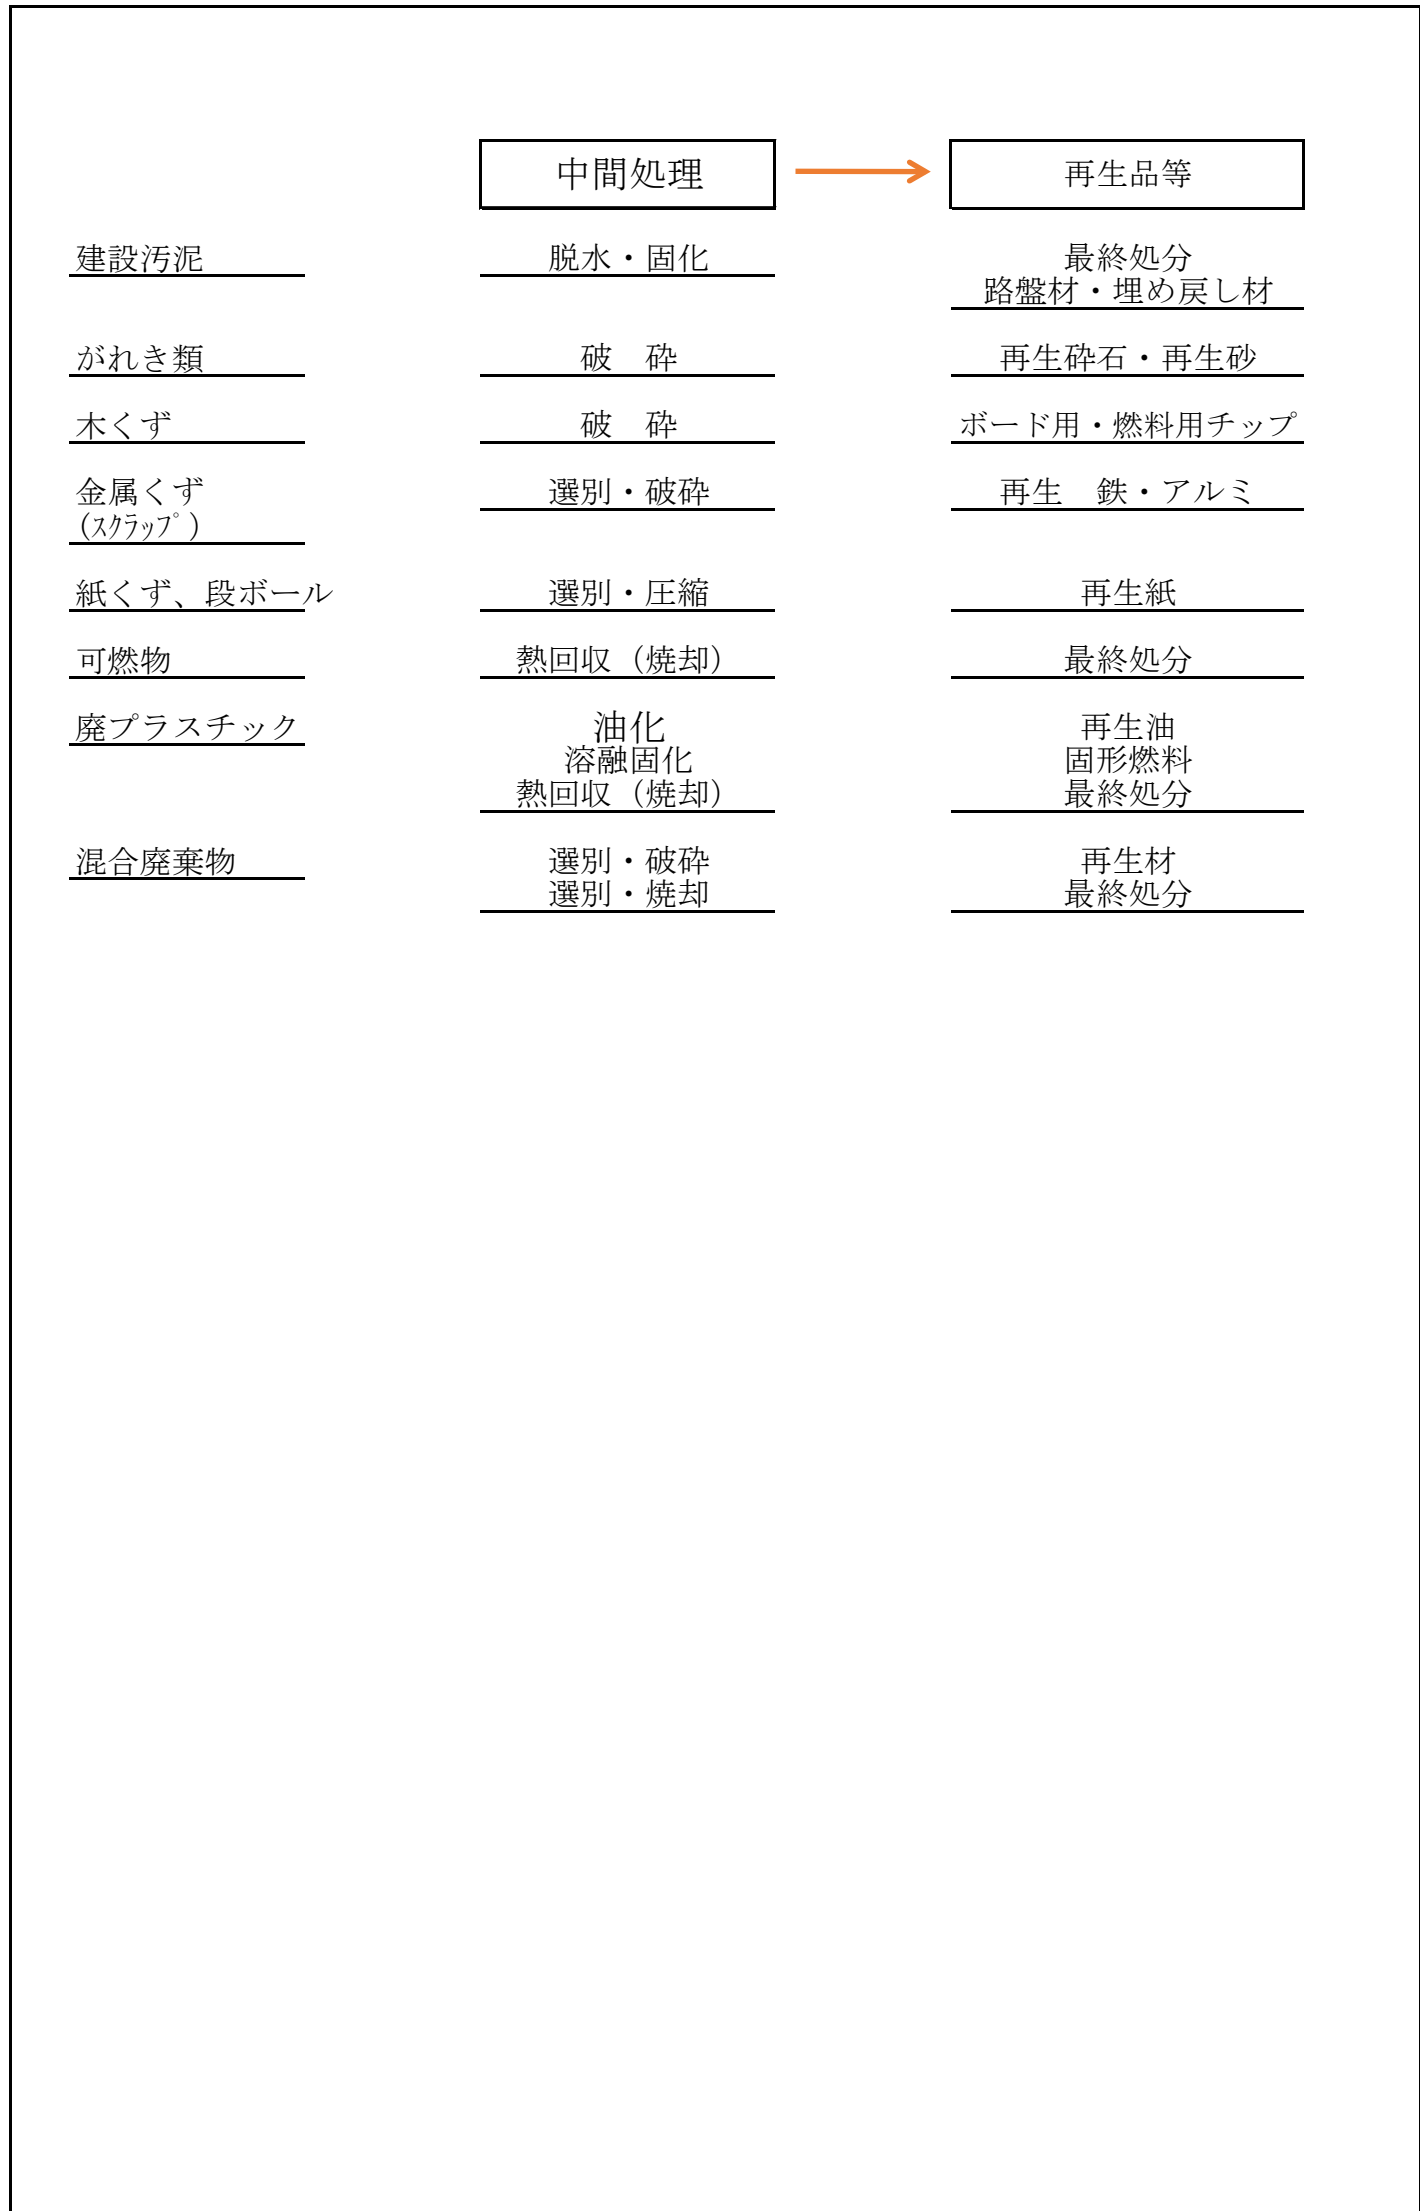 中間処理 再生品等
建設汚泥 脱水・固化 最終処分
路盤材・埋め戻し材
がれき類 破　砕 再生砕石・再生砂
木くず 破　砕 ボード用・燃料用チップ
金属くず 選別・破砕 再生　鉄・アルミ
(ｽｸﾗｯﾌﾟ)
紙くず、段ボール 選別・圧縮 再生紙
可燃物 熱回収（焼却） 最終処分
廃プラスチック 油化 再生油
溶融固化 固形燃料
熱回収（焼却） 最終処分
混合廃棄物 選別・破砕 再生材
選別・焼却 最終処分